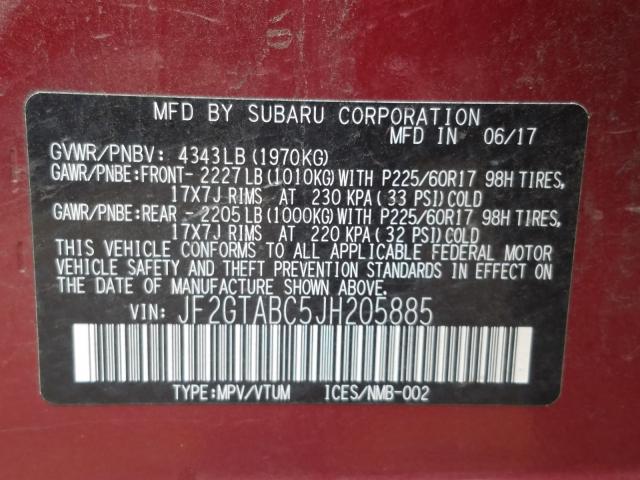 MFD BY SUBARU CORPORATION
MFD IN 06/17
GVWR/PNBV: 4343LB(1970KG)
GAWR/PNBE:FRONT- 2227LB(1010KG)WITH P225/60R17 98H TIRES,
17X7J RIMS AT 230 KPA(33 PSI)COLD
GAWR/PNBE:REAR -2205LB(1000KG)WITH P225/60R17 98H TIRES,
17X7J RIMS AT 220 KPA(32 PSI)COLD
THIS VEHICLE CONFORMS TO ALL APPLICABLE FEDERAL MOTOR
VEHICLE SAFETY AND THEFT PREVENTION STANDARDS IN EFFECT ON
THE DATE OF MANUFACTURE SHOWN ABOVE.
VIN: JF2GTABC5JH205885
TYPE:MPV/VTUM ICES/NMB-002